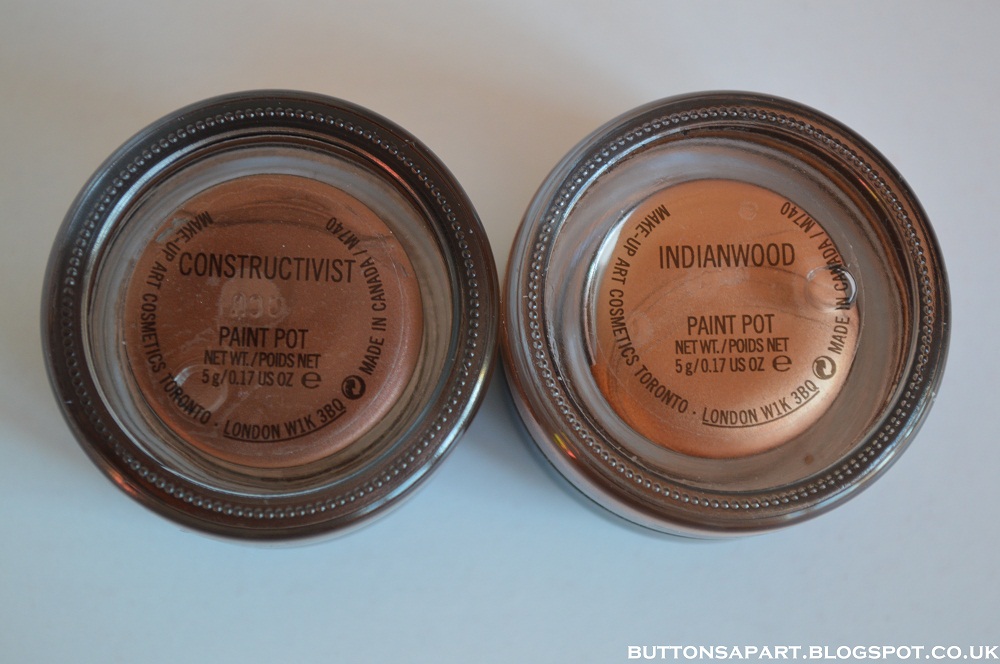 CONSTRUCTIVIST
PAINT POT
NET WT./POIDS NET
5 g/0.17 US OZ e
MAKE-UP ART COSMETICS TORONTO · LONDON W1K 3BQ
MADE IN CANADA / M740
INDIANWOOD
PAINT POT
NET WT./POIDS NET
5 g/0.17 US OZ e
MAKE-UP ART COSMETICS TORONTO · LONDON W1K 3BQ
MADE IN CANADA / M740
BUTTONSAPART.BLOGSPOT.CO.UK